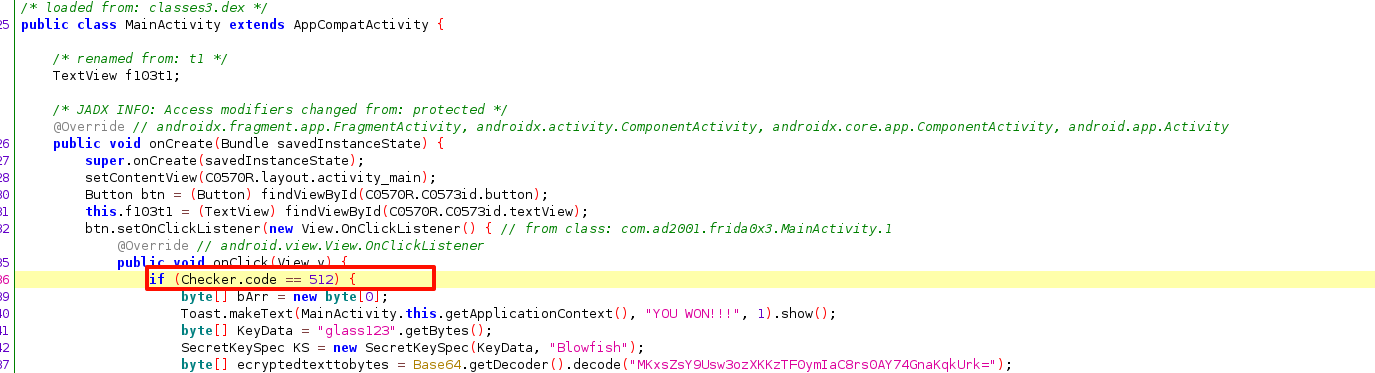 /* loaded from: classes3.dex */
25 public class MainActivity extends AppCompatActivity {
/* renamed from: t1 */
TextView f103t1;
/* JADX INFO: Access modifiers changed from: protected */
@Override // androidx.fragment.app.FragmentActivity, androidx.activity.ComponentActivity, androidx.core.app.ComponentActivity, android.app.Activity
26 public void onCreate(Bundle savedInstanceState) {
27 super.onCreate(savedInstanceState);
28 setContentView(C0570R.layout.activity_main);
30 Button btn = (Button) findViewById(C0570R.C0573id.button);
31 this.f103t1 = (TextView) findViewById(C0570R.C0573id.textView);
32 btn.setOnClickListener(new View.OnClickListener() { // from class: com.ad2001.frida0x3.MainActivity.1
@Override // android.view.View.OnClickListener
35 public void onClick(View v) {
36 if (Checker.code == 512) {
39 byte[] bArr = new byte[0];
40 Toast.makeText(MainActivity.this.getApplicationContext(), "YOU WON!!!", 1).show();
41 byte[] KeyData = "glass123".getBytes();
42 SecretKeySpec KS = new SecretKeySpec(KeyData, "Blowfish");
37 byte[] ecryptedtexttobytes = Base64.getDecoder().decode("MKxsZsY9Usw3ozXKKzTF0ymIaC8rs0AY74GnaKqkUrk=");